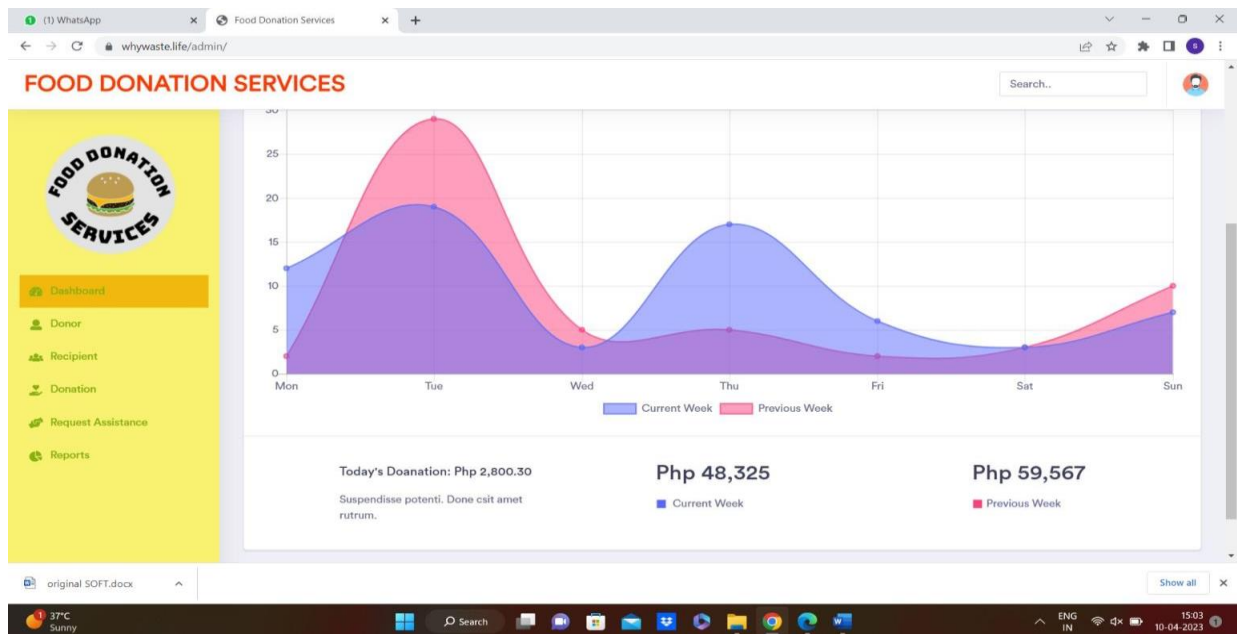 (1) WhatsApp
Food Donation Services
whywaste.life/admin/
S
FOOD DONATION SERVICES
Search..
FOOD DONATION
SERVICES
Dashboard
Donor
Recipient
Donation
Request Assistance
Reports
30
25
20
15
10
5
0
Mon Tue Wed Thu Fri Sat Sun
Current Week Previous Week
Today's Doanation: Php 2,800.30
Suspendisse potenti. Done csit amet
rutrum.
Php 48,325
Current Week
Php 59,567
Previous Week
original SOFT.docx
Show all
1
37°C
Sunny
Search
ENG
IN
15:03
10-04-2023
1